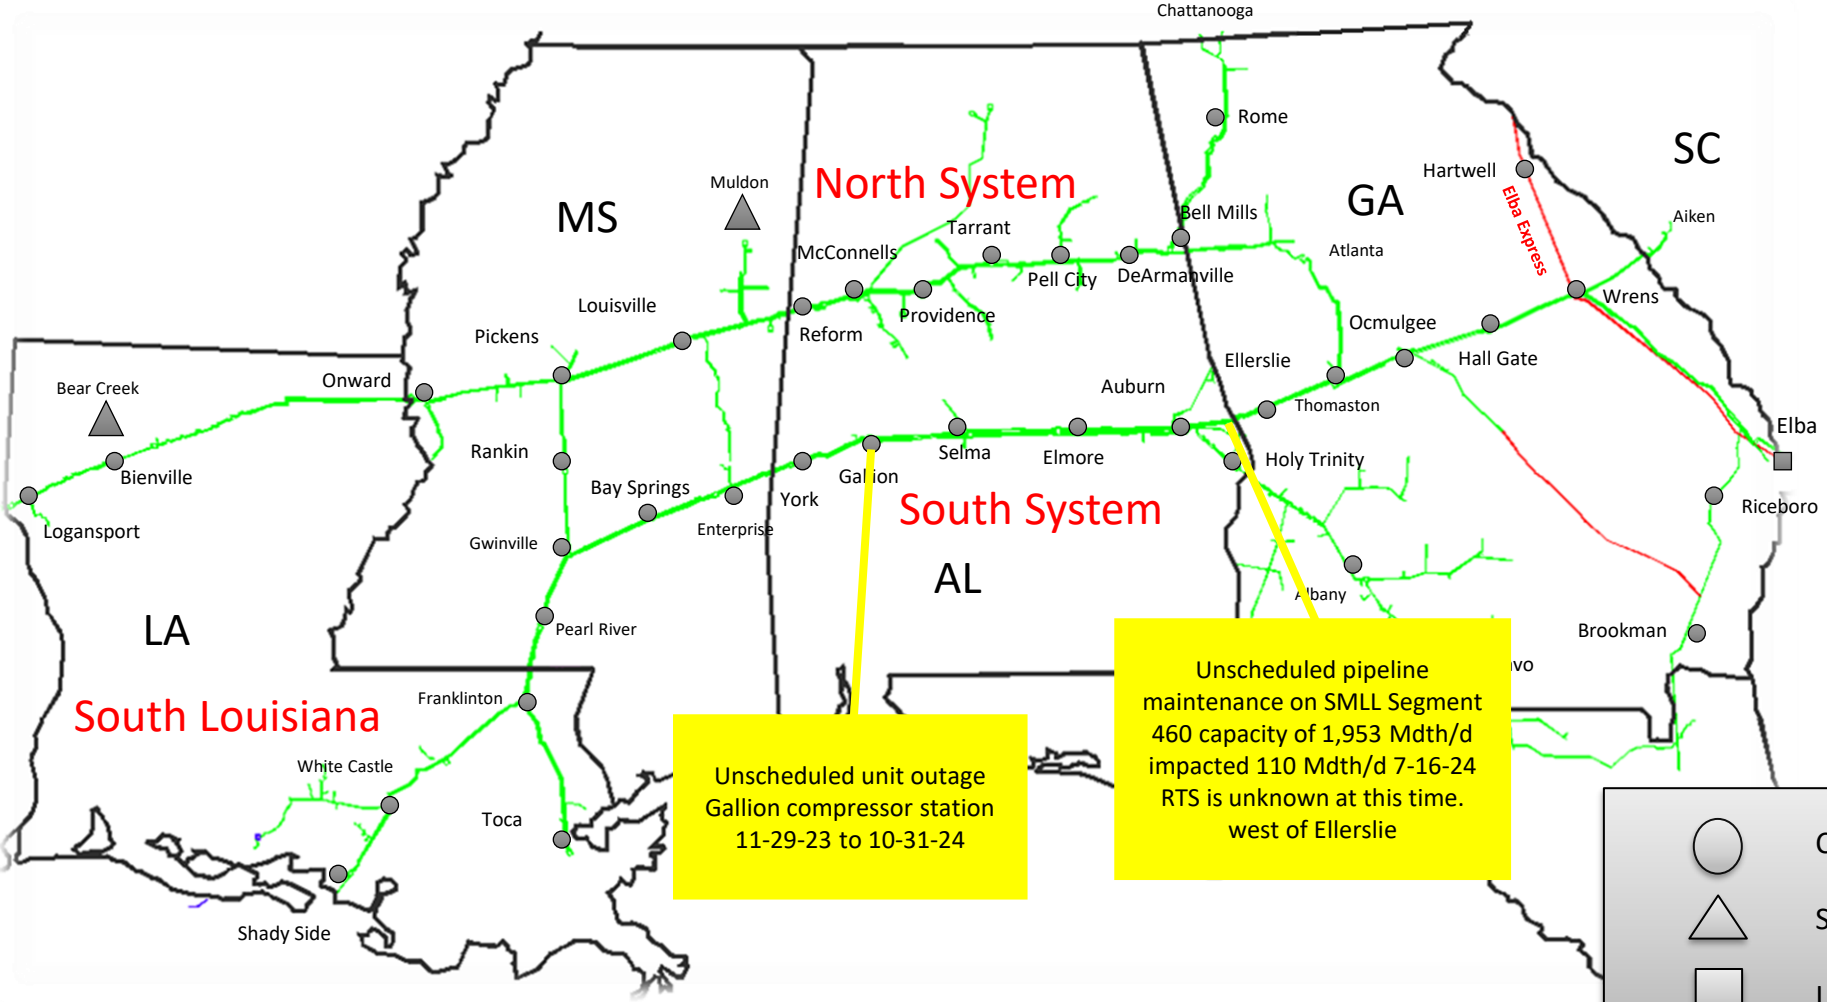 Chattanooga
Rome
SC
Hartwell
Muldon
North System
GA
MS
Elba Express
Bell Mills
Aiken
Tarrant
McConnells
Atlanta
Pell City
DeArmanville
Wrens
Louisville
Providence
Ocmulgee
Pickens
Reform
Hall Gate
Ellerslie
Onward
Auburn
Bear Creek
Thomaston
Elba
Rankin
Selma
Elmore
Holy Trinity
Bienville
Gallion
Bay Springs
York
Riceboro
South System
Logansport
Enterprise
Gwinville
AL
Albany
LA
Pearl River
Brookman
Franklinton
South Louisiana
White Castle
Toca
Shady Side
Unscheduled unit outage
Gallion compressor station
11-29-23 to 10-31-24
Unscheduled pipeline
maintenance on SMLL Segment
460 capacity of 1,953 Mdth/d
impacted 110 Mdth/d 7-16-24
RTS is unknown at this time.
west of Ellerslie